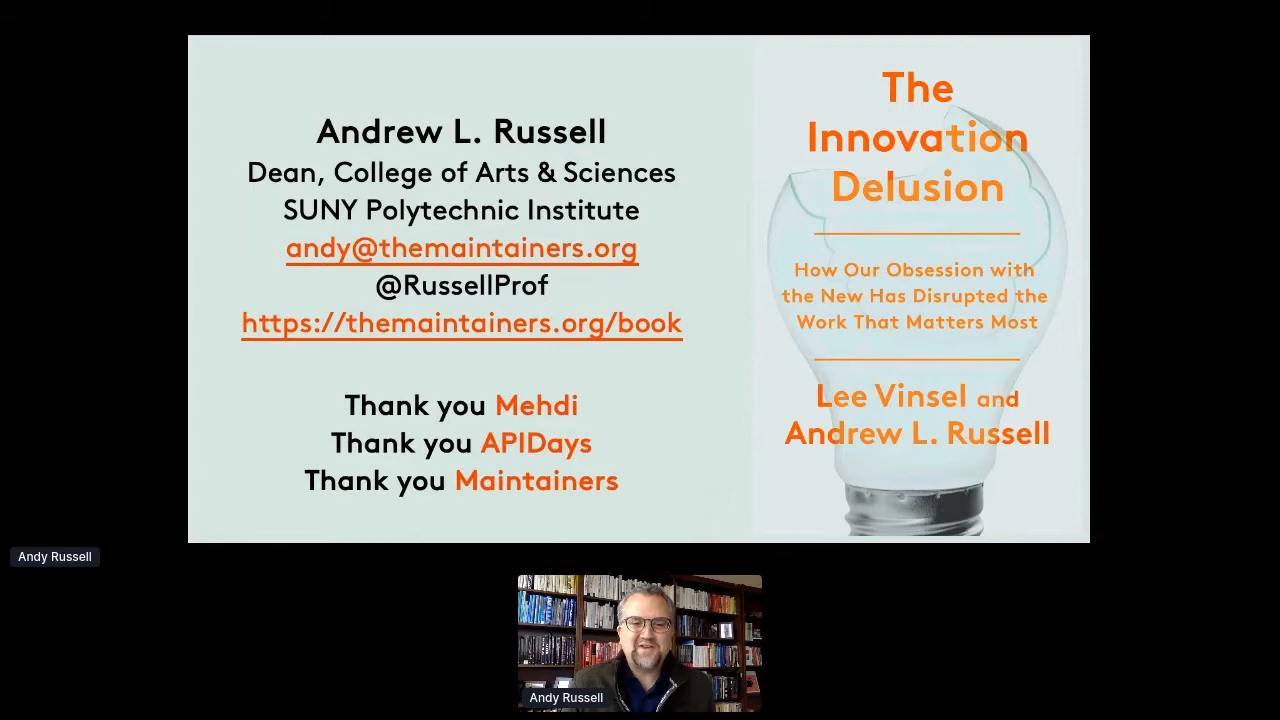 Andrew L. Russell
Dean, College of Arts & Sciences
SUNY Polytechnic Institute
andy@themaintainers.org
@RussellProf
https://themaintainers.org/book
Thank you Mehdi
Thank you APIDays
Thank you Maintainers
The
Innovation
Delusion
How Our Obsession with
the New Has Disrupted the
Work That Matters Most
Lee Vinsel and
Andrew L. Russell
Andy Russell
Andy Russell